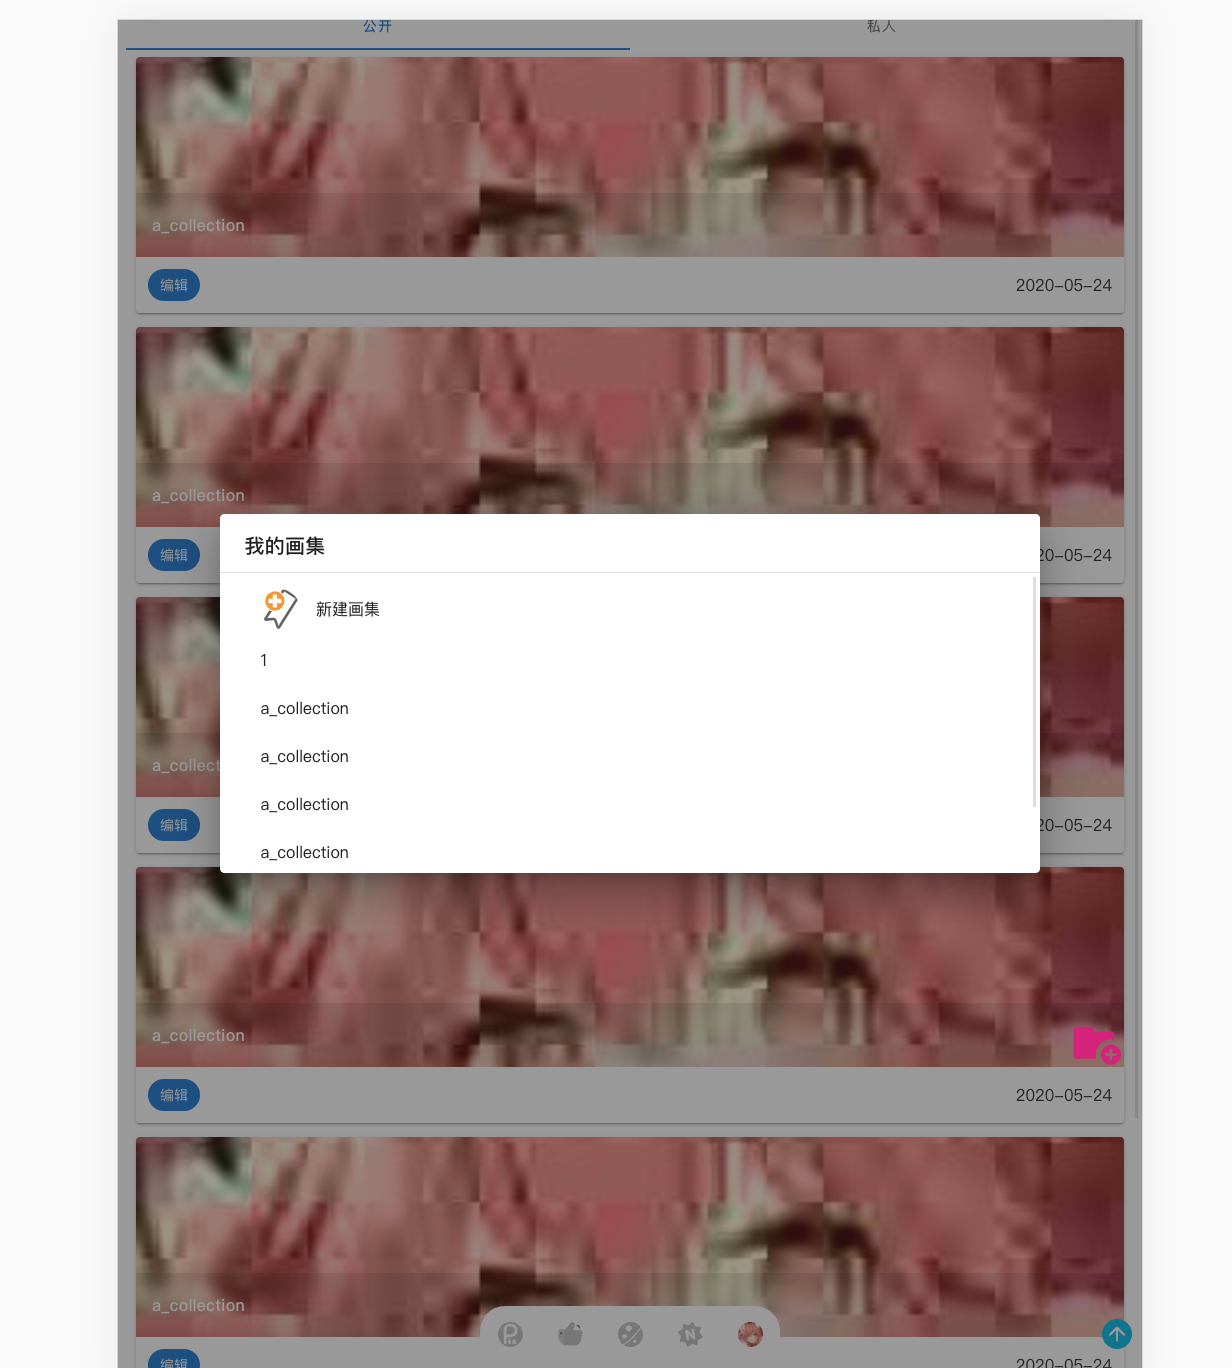 公开
私人
a_collection
编辑
2020-05-24
a_collection
编辑
20-05-24
我的画集
新建画集
1
a_collection
a_collection
a_collection
a_collection
a_collect
编辑
20-05-24
a_collection
编辑
2020-05-24
a_collection
编辑
2020-05-24